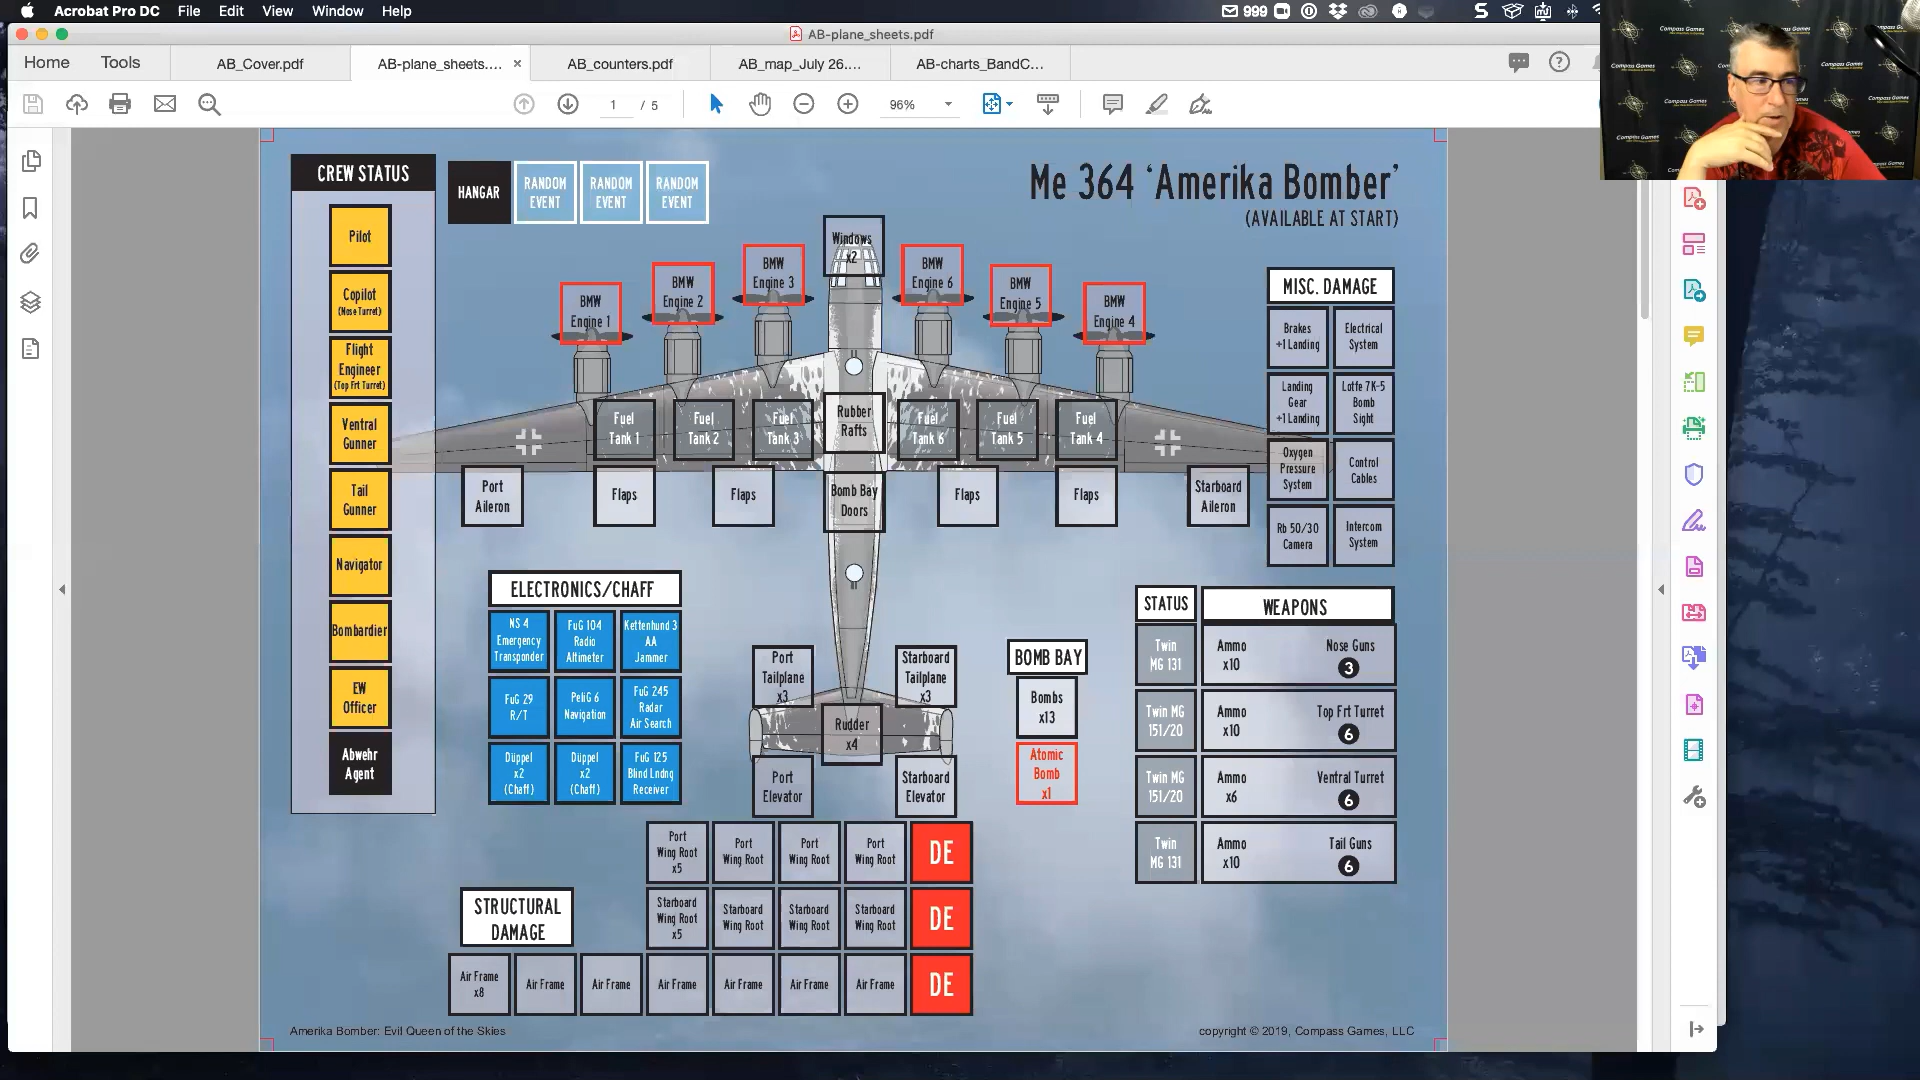 Acrobat Pro DC File Edit View Window Help
999
AB-plane_sheets.pdf
Home Tools AB_Cover.pdf AB-plane_sheets.... × AB_counters.pdf AB_map_July 26.... AB-charts_BandC...
1 / 5 96%
Compass Games
CREW STATUS
Pilot
Copilot
(Nose Turret)
Flight
Engineer
(Top Frt Turret)
Ventral
Gunner
Tail
Gunner
Navigator
Bombardier
EW
Officer
Abwehr
Agent
HANGAR
RANDOM
EVENT
RANDOM
EVENT
RANDOM
EVENT
Me 364 ‘Amerika Bomber’
(AVAILABLE AT START)
Windows
x2
BMW
Engine 1
BMW
Engine 2
BMW
Engine 3
BMW
Engine 6
BMW
Engine 5
BMW
Engine 4
Fuel
Tank 1
Fuel
Tank 2
Fuel
Tank 3
Rubber
Rafts
Fuel
Tank 6
Fuel
Tank 5
Fuel
Tank 4
Port
Aileron
Flaps
Flaps
Bomb Bay
Doors
Flaps
Flaps
Starboard
Aileron
MISC. DAMAGE
Brakes
+1 Landing
Electrical
System
Landing
Gear
+1 Landing
Lotfe 7K-5
Bomb
Sight
Oxygen
Pressure
System
Control
Cables
Rb 50/30
Camera
Intercom
System
ELECTRONICS/CHAFF
NS 4
Emergency
Transponder
FuG 104
Radio
Altimeter
Kettenhund 3
AA
Jammer
FuG 29
R/T
PeliG 6
Navigation
FuG 245
Radar
Air Search
Düppel
x2
(Chaff)
Düppel
x2
(Chaff)
FuG 125
Blind Lndng
Receiver
Port
Tailplane
x3
Starboard
Tailplane
x3
Rudder
x4
Port
Elevator
Starboard
Elevator
BOMB BAY
Bombs
x13
Atomic
Bomb
x1
STATUS WEAPONS
Twin
MG 131
Ammo
x10
Nose Guns
3
Twin MG
151/20
Ammo
x10
Top Frt Turret
6
Twin MG
151/20
Ammo
x6
Ventral Turret
6
Twin
MG 131
Ammo
x10
Tail Guns
6
STRUCTURAL
DAMAGE
Port
Wing Root
x5
Port
Wing Root
Port
Wing Root
Port
Wing Root
DE
Starboard
Wing Root
x5
Starboard
Wing Root
Starboard
Wing Root
Starboard
Wing Root
DE
Air Frame
x8
Air Frame
Air Frame
Air Frame
Air Frame
Air Frame
Air Frame
DE
Amerika Bomber: Evil Queen of the Skies
copyright © 2019, Compass Games, LLC